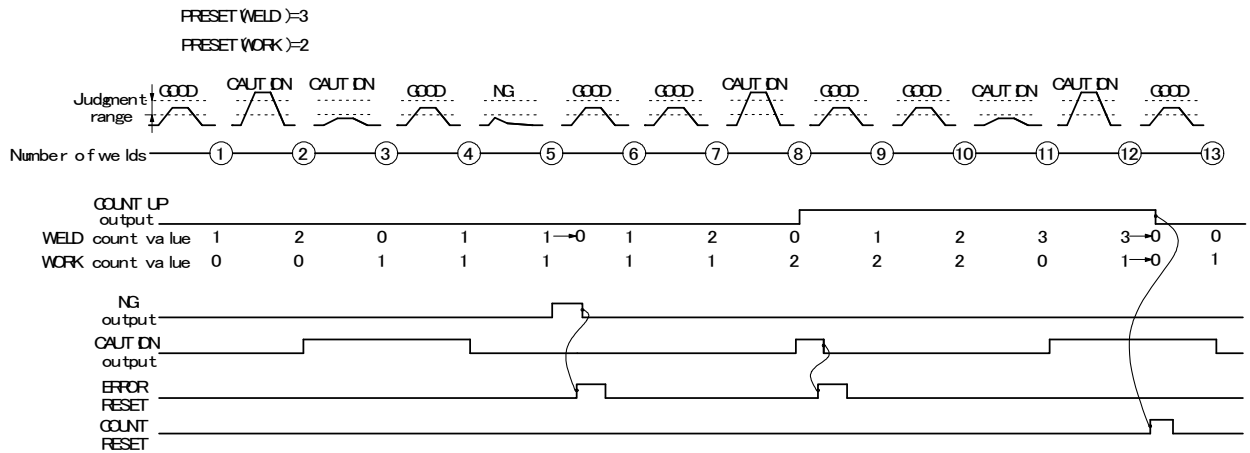 PRESET(WELD)=3
PRESET(WORK)=2
GOOD CAUTION CAUTION GOOD NG GOOD GOOD CAUTION GOOD GOOD CAUTION CAUTION GOOD
Judgment
range
Number of welds ① ② ③ ④ ⑤ ⑥ ⑦ ⑧ ⑨ ⑩ ⑪ ⑫ ⑬
COUNT UP
output
WELD count value 1 2 0 1 1→0 1 2 0 1 2 3 3→0 0
WORK count value 0 0 1 1 1 1 1 2 2 2 0 1→0 1
NG
output
CAUTION
output
ERROR
RESET
COUNT
RESET